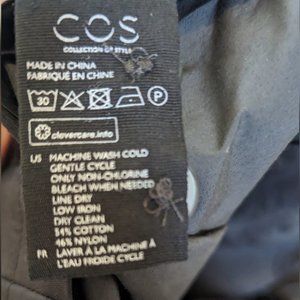 COS
COLLECTION OF STYLE
MADE IN CHINA
FABRIQUÉ EN CHINE
30 P
clevercare.info
US MACHINE WASH COLD
GENTLE CYCLE
ONLY NON-CHLORINE
BLEACH WHEN NEEDED
LINE DRY
LOW IRON
DRY CLEAN
54% COTTON
46% NYLON
FR LAVER À LA MACHINE À
L'EAU FROIDE CYCLE